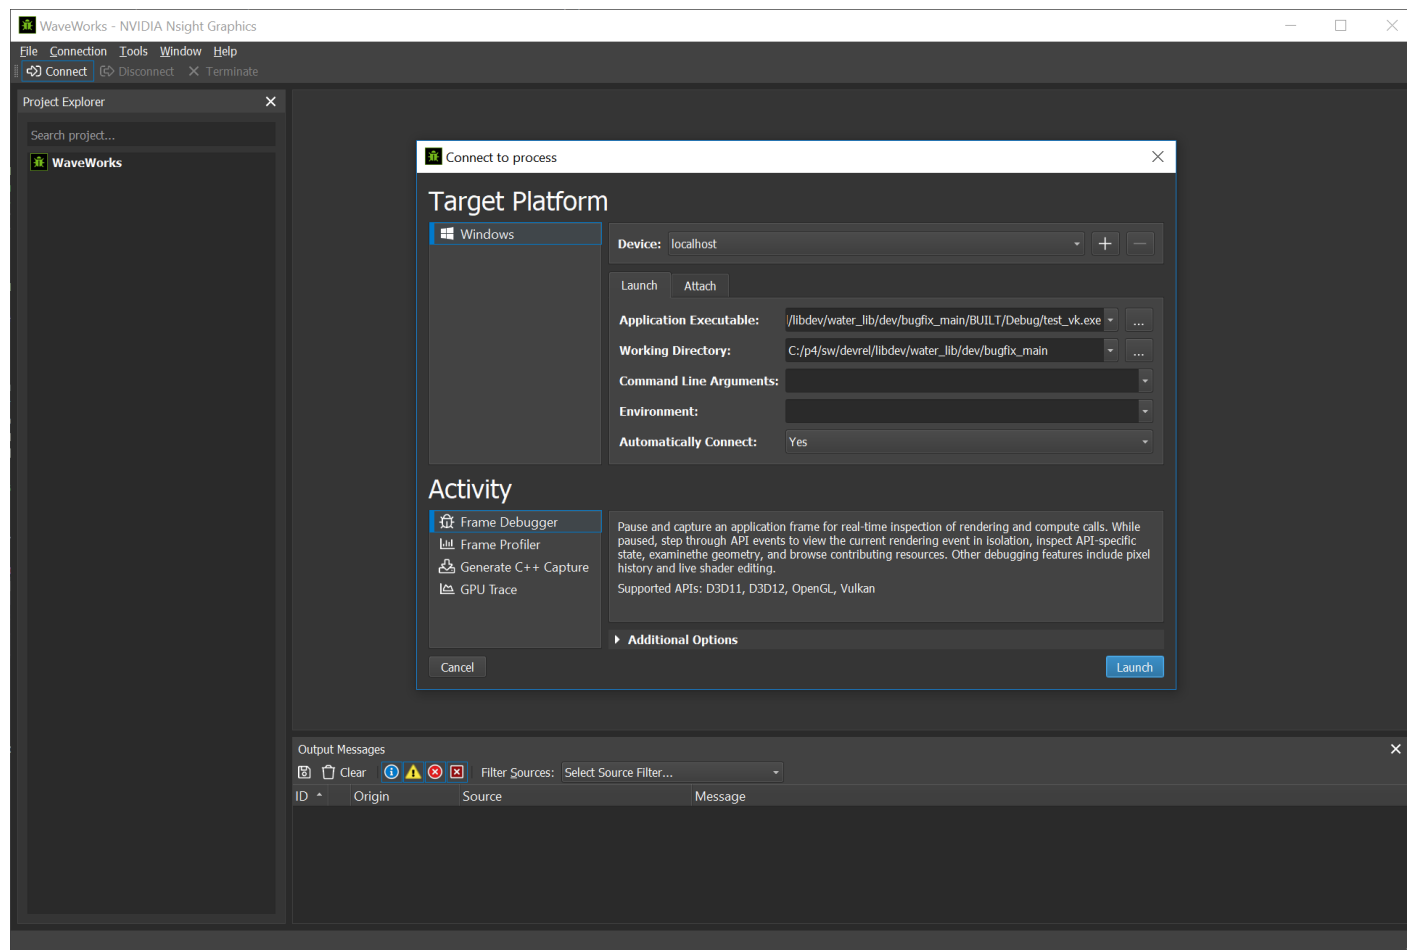 WaveWorks - NVIDIA Nsight Graphics
File Connection Tools Window Help
Connect Disconnect Terminate
Project Explorer
Search project...
WaveWorks
Connect to process
Target Platform
Windows
Device: localhost
Launch Attach
Application Executable: /libdev/water_lib/dev/bugfix_main/BUILT/Debug/test_vk.exe ...
Working Directory: C:/p4/sw/devrel/libdev/water_lib/dev/bugfix_main ...
Command Line Arguments:
Environment:
Automatically Connect: Yes
Activity
Frame Debugger
Frame Profiler
Generate C++ Capture
GPU Trace
Pause and capture an application frame for real-time inspection of rendering and compute calls. While
paused, step through API events to view the current rendering event in isolation, inspect API-specific
state, examinethe geometry, and browse contributing resources. Other debugging features include pixel
history and live shader editing.
Supported APIs: D3D11, D3D12, OpenGL, Vulkan
Additional Options
Cancel Launch
Output Messages
Clear Filter Sources: Select Source Filter...
ID Origin Source Message